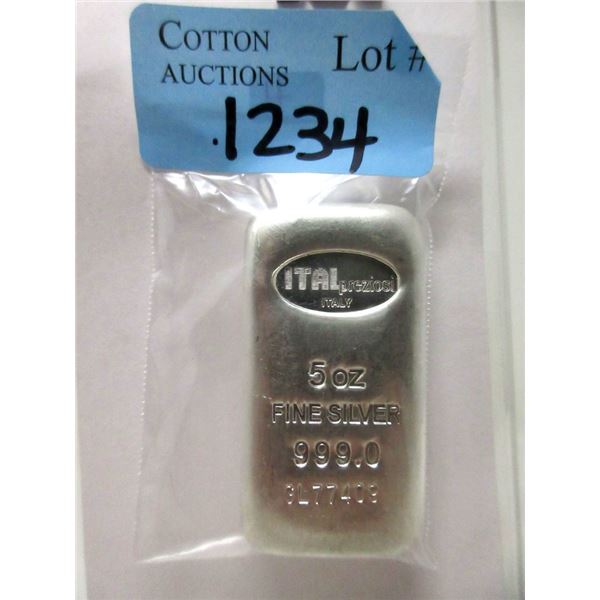 COTTON AUCTIONS Lot #
1234
ITALpreziosi
ITALY
5 oz
FINE SILVER
999.0